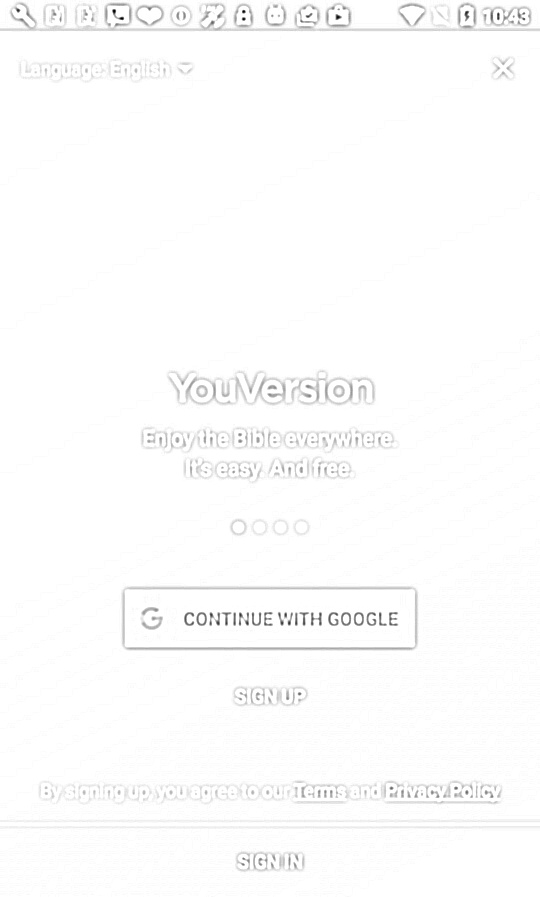 10:43
Language: English
YouVersion
Enjoy the Bible everywhere.
It's easy. And free.
CONTINUE WITH GOOGLE
SIGN UP
By signing up, you agree to our Terms and Privacy Policy.
SIGN IN